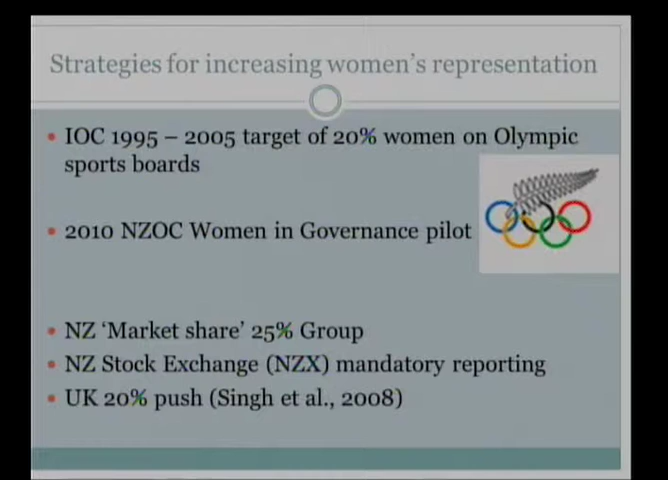 Strategies for increasing women's representation
• IOC 1995 – 2005 target of 20% women on Olympic
sports boards
• 2010 NZOC Women in Governance pilot
• NZ 'Market share' 25% Group
• NZ Stock Exchange (NZX) mandatory reporting
• UK 20% push (Singh et al., 2008)